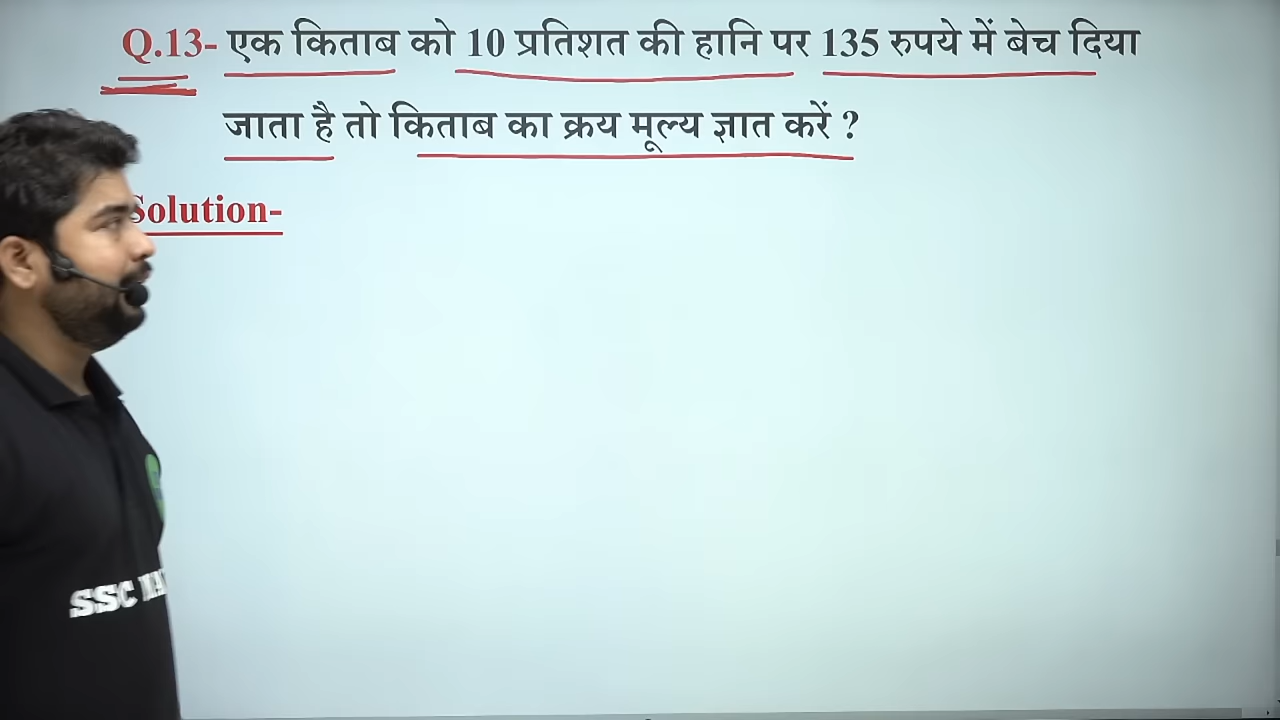 Q.13- एक किताब को 10 प्रतिशत की हानि पर 135 रुपये में बेच दिया
जाता है तो किताब का क्रय मूल्य ज्ञात करें ?
Solution-
SSC